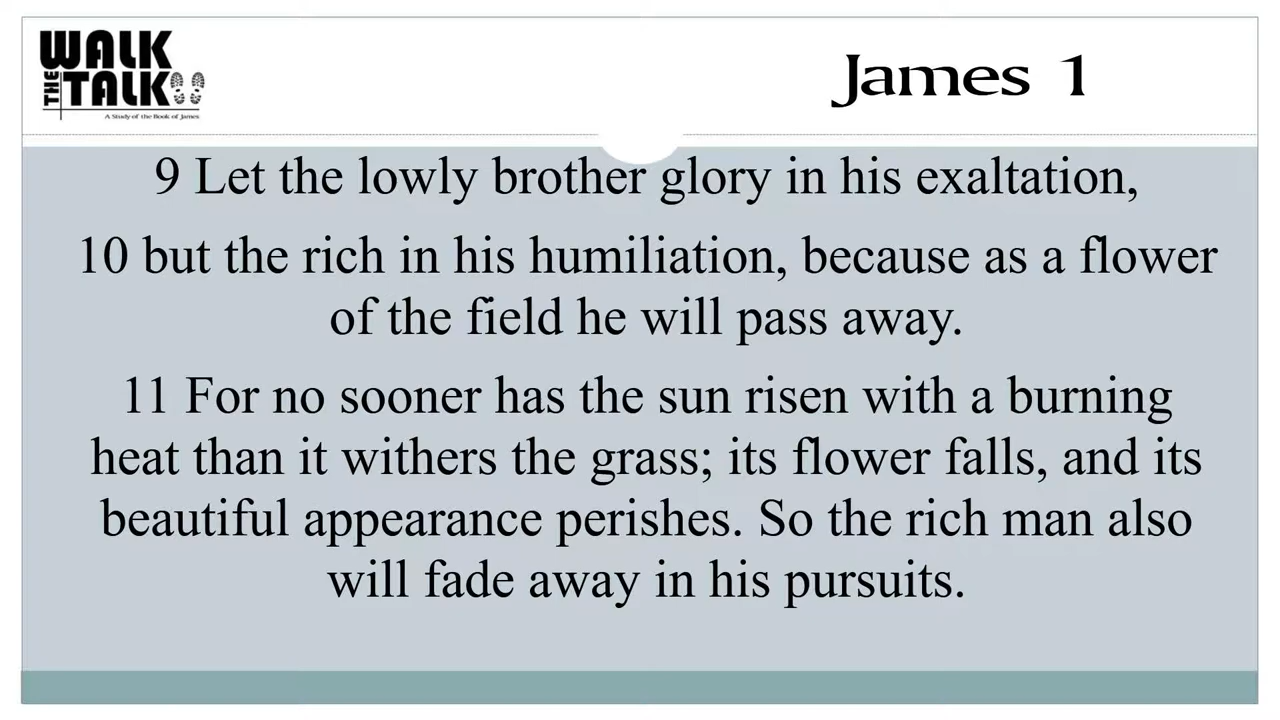 WALK
THE TALK
A Study of the Book of James
James 1
9 Let the lowly brother glory in his exaltation,
10 but the rich in his humiliation, because as a flower
of the field he will pass away.
11 For no sooner has the sun risen with a burning
heat than it withers the grass; its flower falls, and its
beautiful appearance perishes. So the rich man also
will fade away in his pursuits.